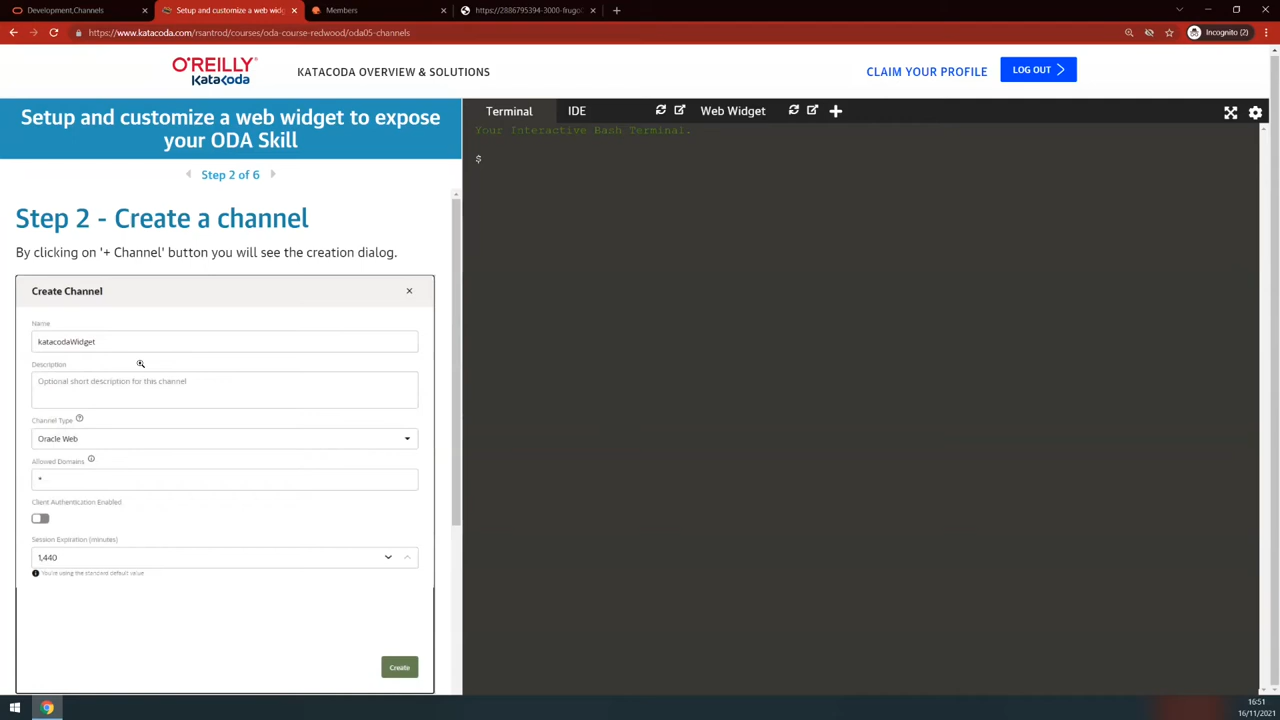 Development,Channels
Setup and customize a web widg
Members
https://2886795394-3000-frugo
https://www.katacoda.com/rsantrod/courses/oda-course-redwood/oda05-channels
Incognito (2)
O'REILLY
Katacoda
KATACODA OVERVIEW & SOLUTIONS
CLAIM YOUR PROFILE
LOG OUT
Setup and customize a web widget to expose
your ODA Skill
Step 2 of 6
Step 2 - Create a channel
By clicking on '+ Channel' button you will see the creation dialog.
Create Channel
Name
katacodaWidget
Description
Optional short description for this channel
Channel Type
Oracle Web
Allowed Domains
*
Client Authentication Enabled
Session Expiration (minutes)
1,440
You're using the standard default value
Create
Terminal
IDE
Web Widget
Your Interactive Bash Terminal.
$
16:51
16/11/2021